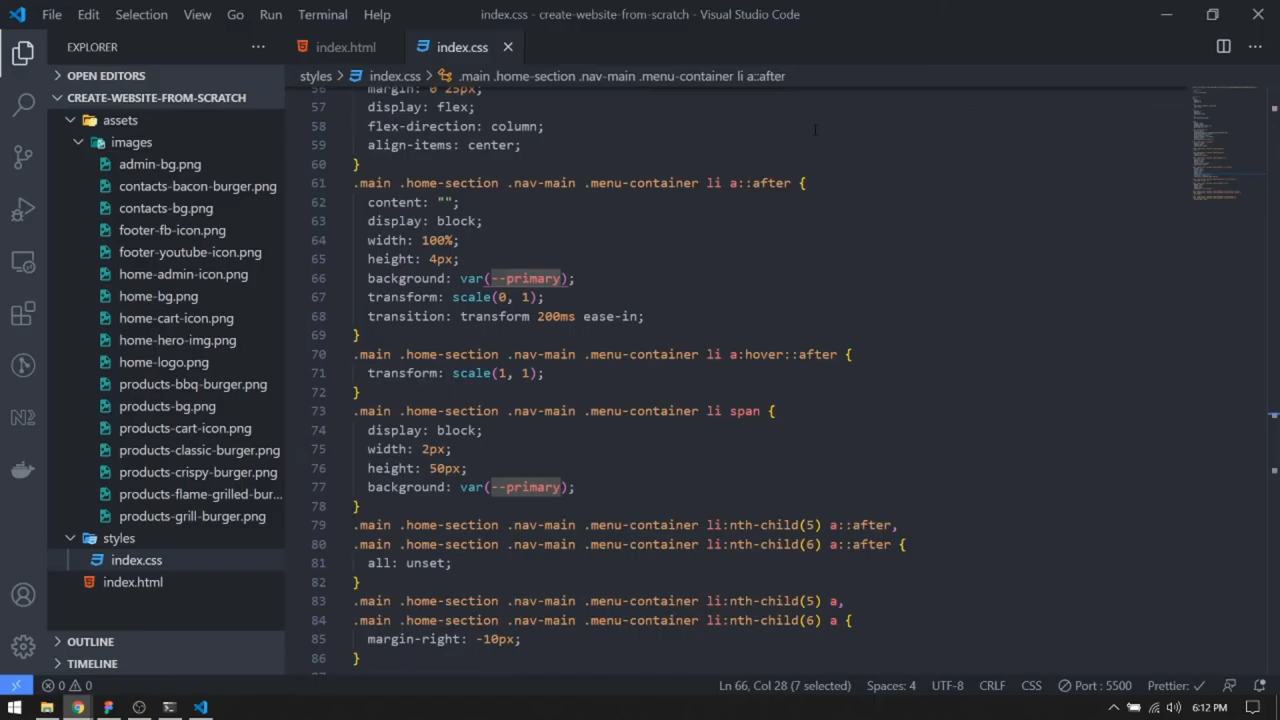 File Edit Selection View Go Run Terminal Help index.css - create-website-from-scratch - Visual Studio Code
EXPLORER
index.html
index.css
OPEN EDITORS
CREATE-WEBSITE-FROM-SCRATCH
assets
images
admin-bg.png
contacts-bacon-burger.png
contacts-bg.png
footer-fb-icon.png
footer-youtube-icon.png
home-admin-icon.png
home-bg.png
home-cart-icon.png
home-hero-img.png
home-logo.png
products-bbq-burger.png
products-bg.png
products-cart-icon.png
products-classic-burger.png
products-crispy-burger.png
products-flame-grilled-bur...
products-grill-burger.png
styles
index.css
index.html
OUTLINE
TIMELINE
styles > index.css > .main .home-section .nav-main .menu-container li a::after
56 margin: 0 25px;
57 display: flex;
58 flex-direction: column;
59 align-items: center;
60 }
61 .main .home-section .nav-main .menu-container li a::after {
62 content: "";
63 display: block;
64 width: 100%;
65 height: 4px;
66 background: var(--primary);
67 transform: scale(0, 1);
68 transition: transform 200ms ease-in;
69 }
70 .main .home-section .nav-main .menu-container li a:hover::after {
71 transform: scale(1, 1);
72 }
73 .main .home-section .nav-main .menu-container li span {
74 display: block;
75 width: 2px;
76 height: 50px;
77 background: var(--primary);
78 }
79 .main .home-section .nav-main .menu-container li:nth-child(5) a::after,
80 .main .home-section .nav-main .menu-container li:nth-child(6) a::after {
81 all: unset;
82 }
83 .main .home-section .nav-main .menu-container li:nth-child(5) a,
84 .main .home-section .nav-main .menu-container li:nth-child(6) a {
85 margin-right: -10px;
86 }
0 0 Ln 66, Col 28 (7 selected) Spaces: 4 UTF-8 CRLF CSS Port : 5500 Prettier: ✓
6:12 PM